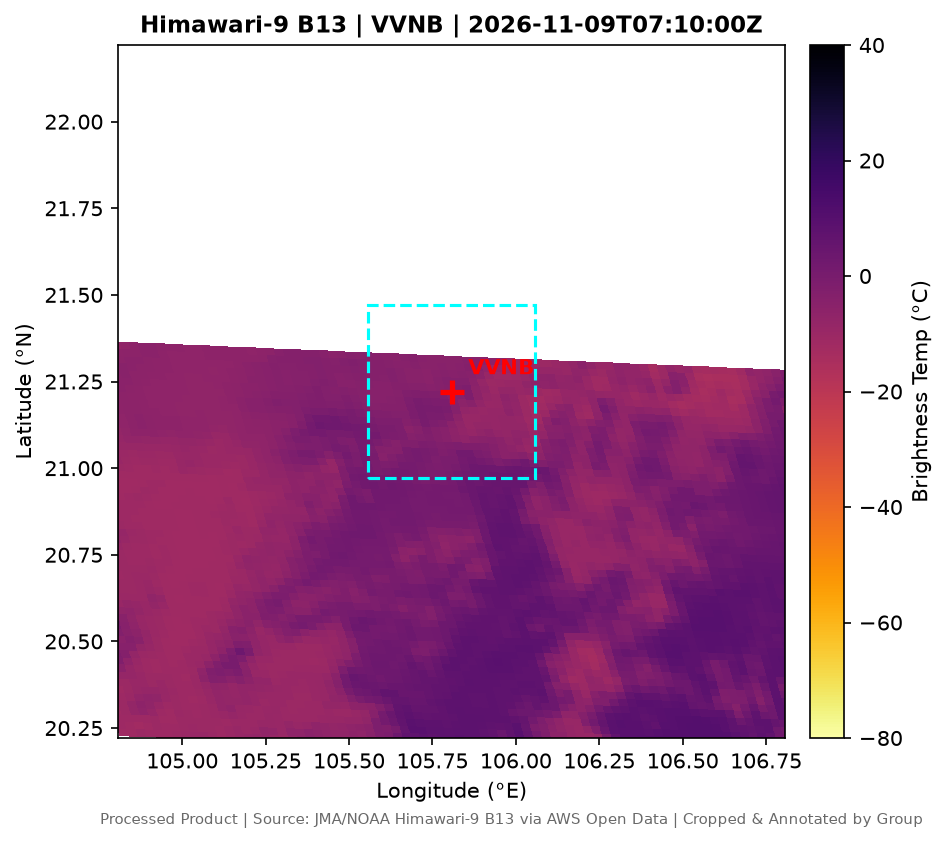 Himawari-9 B13 | VVNB | 2026-11-09T07:10:00Z
22.00
21.75
21.50
21.25
21.00
20.75
20.50
20.25
Latitude (°N)
VVNB
105.00 105.25 105.50 105.75 106.00 106.25 106.50 106.75
Longitude (°E)
40
20
0
−20
−40
−60
−80
Brightness Temp (°C)
Processed Product | Source: JMA/NOAA Himawari-9 B13 via AWS Open Data | Cropped & Annotated by Group